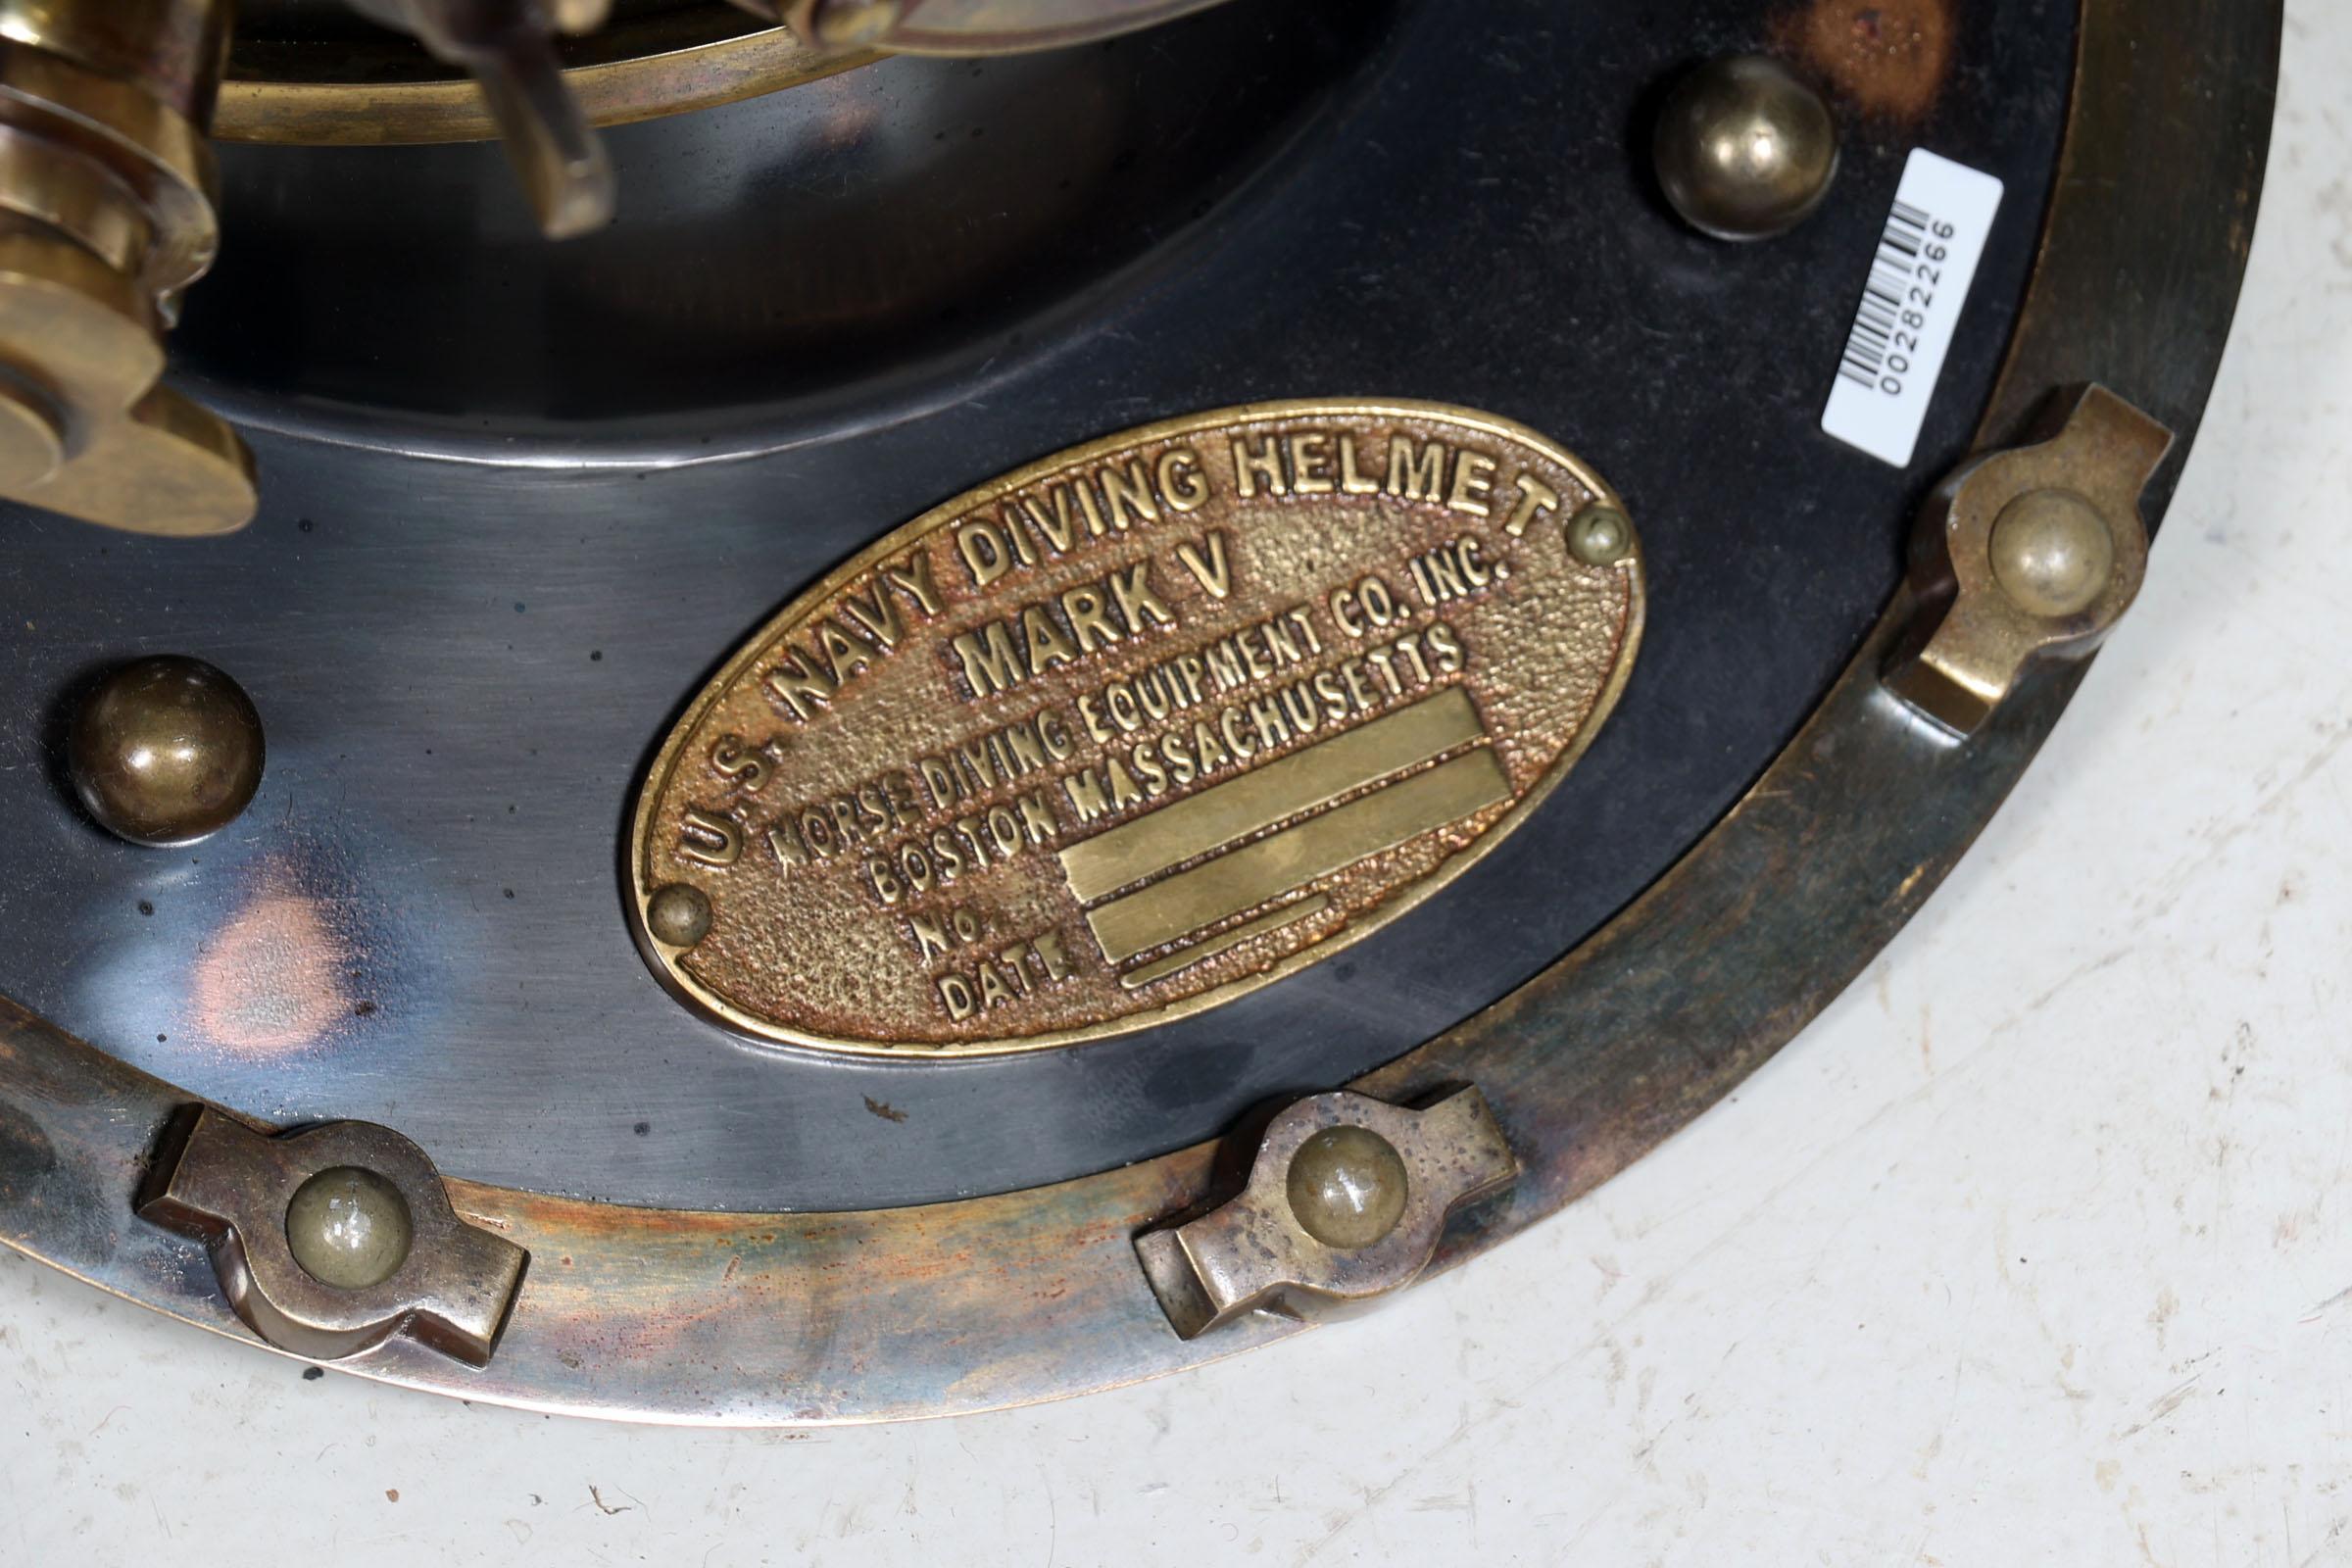 U.S. NAVY DIVING HELMET
MARK V
MORSE DIVING EQUIPMENT CO. INC.
BOSTON MASSACHUSETTS
No.
DATE
00282266